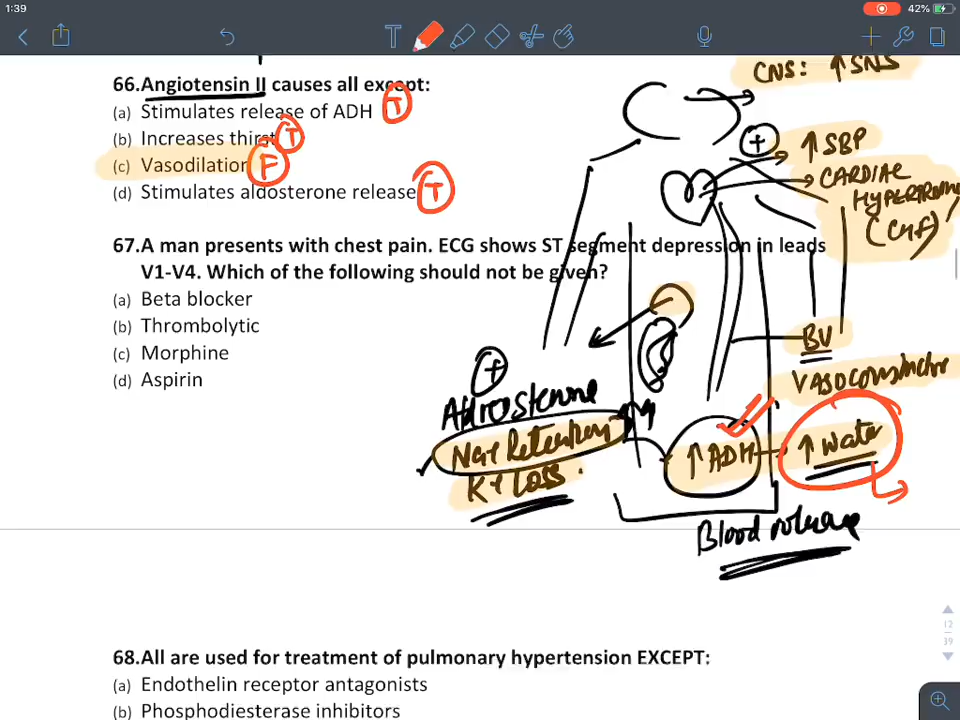 1:39
42%
T
CNS: ↑SNS
66.Angiotensin II causes all except:
(a) Stimulates release of ADH T
(b) Increases thirst T
(c) Vasodilation F
(d) Stimulates aldosterone release T
+
↑SBP
CARDIAC
(CHF)
67.A man presents with chest pain. ECG shows ST segment depression in leads
V1-V4. Which of the following should not be given?
(a) Beta blocker
(b) Thrombolytic
(c) Morphine
(d) Aspirin
BV
+
Na+ Retention
K+ Loss
↑ADH
↑Water
Blood volume
12
39
68.All are used for treatment of pulmonary hypertension EXCEPT:
(a) Endothelin receptor antagonists
(b) Phosphodiesterase inhibitors